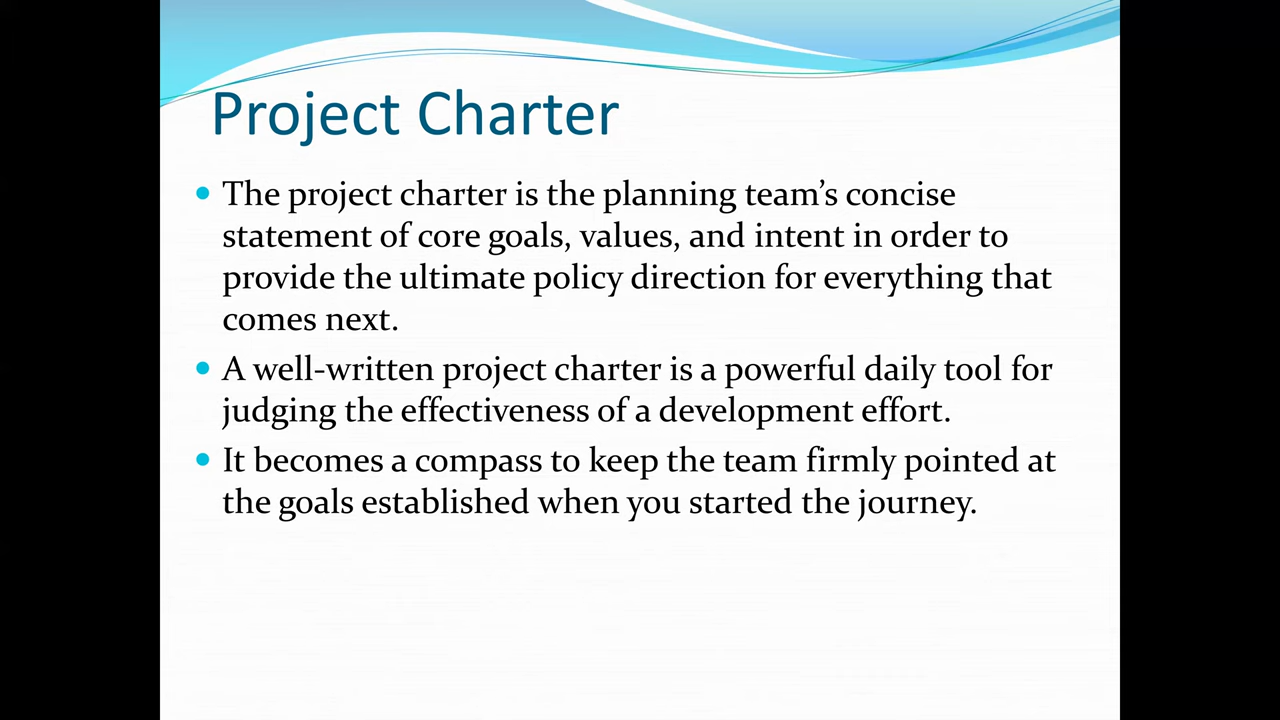 Project Charter
• The project charter is the planning team’s concise
statement of core goals, values, and intent in order to
provide the ultimate policy direction for everything that
comes next.
• A well-written project charter is a powerful daily tool for
judging the effectiveness of a development effort.
• It becomes a compass to keep the team firmly pointed at
the goals established when you started the journey.